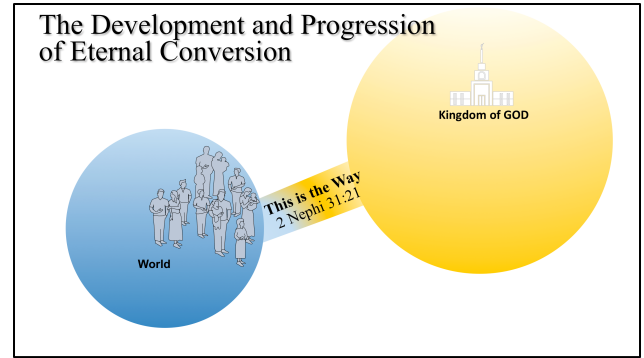 The Development and Progression
of Eternal Conversion
Kingdom of GOD
This is the Way
2 Nephi 31:21
World